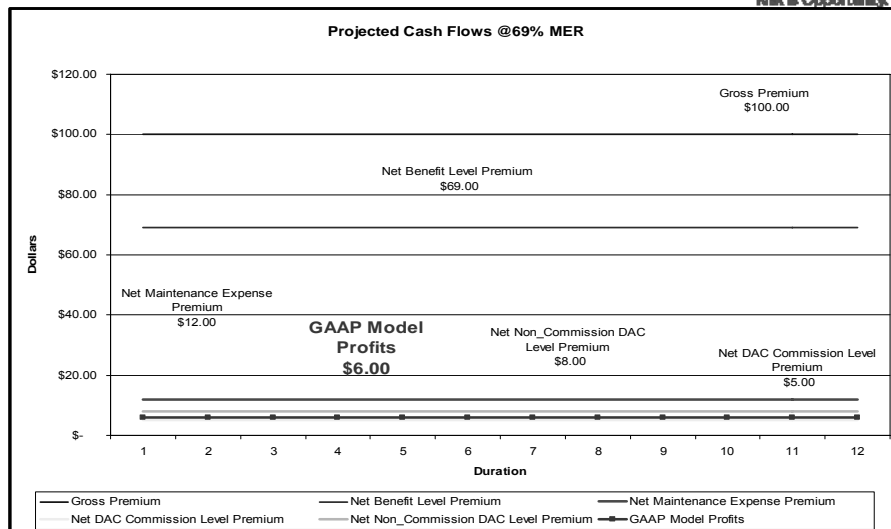 Projected Cash Flows @69% MER
$120.00
Gross Premium
$100.00
$100.00
Net Benefit Level Premium
$69.00
$80.00
Dollars
$60.00
Net Maintenance Expense
Premium
$12.00
$40.00
GAAP Model
Profits
$6.00
Net Non_Commission DAC
Level Premium
$8.00
Net DAC Commission Level
Premium
$5.00
$20.00
$-
1 2 3 4 5 6 7 8 9 10 11 12
Duration
Gross Premium Net Benefit Level Premium Net Maintenance Expense Premium
Net DAC Commission Level Premium Net Non_Commission DAC Level Premium GAAP Model Profits